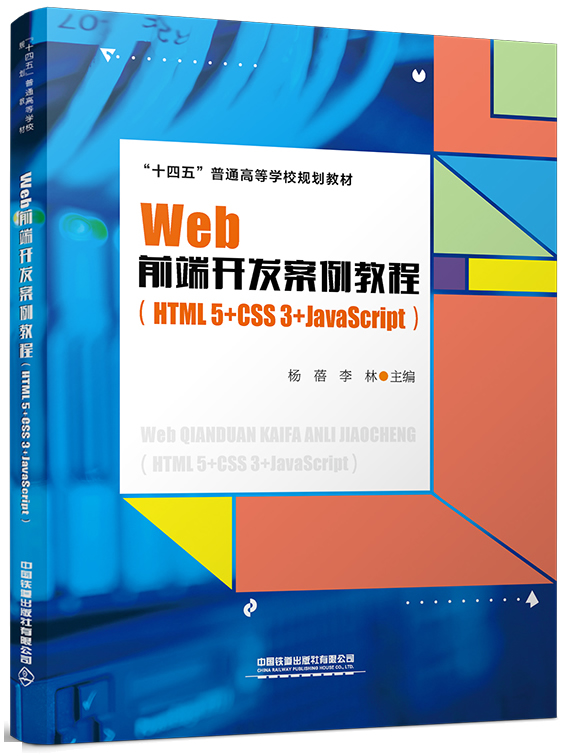 20-
“十四五”普通高等学校规划教材
Web
前端开发案例教程
(HTML 5+CSS 3+JavaScript)
杨 蓓 李 林●主编
Web QIANDUAN KAIFA ANLI JIAOCHENG
(HTML 5+CSS 3+JavaScript)
中国铁道出版社有限公司
CHINA RAILWAY PUBLISHING HOUSE CO., LTD.
“十四五”普通高等学校
规划教材
Web前端开发案例教程(HTML 5+CSS 3+JavaScript)
中国铁道出版社有限公司